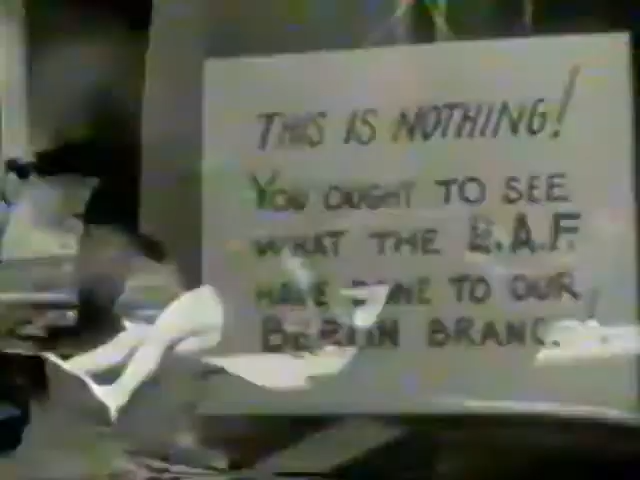 THIS IS NOTHING!
YOU OUGHT TO SEE
WHAT THE R.A.F.
HAVE DONE TO OUR
BERLIN BRANCH!